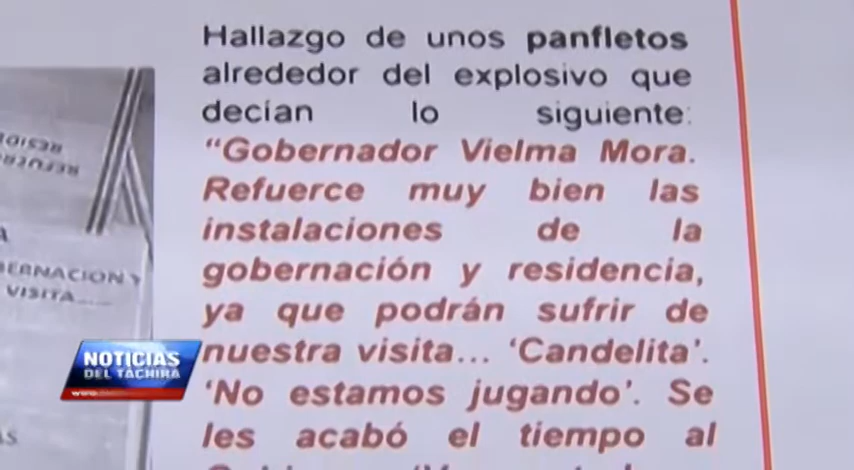 Hallazgo de unos panfletos
alrededor del explosivo que
decían lo siguiente:
“Gobernador Vielma Mora.
Refuerce muy bien las
instalaciones de la
gobernación y residencia,
ya que podrán sufrir de
nuestra visita... ‘Candelita’.
‘No estamos jugando’. Se
les acabó el tiempo al
VISITA
NOTICIAS
DEL TÁCHIRA